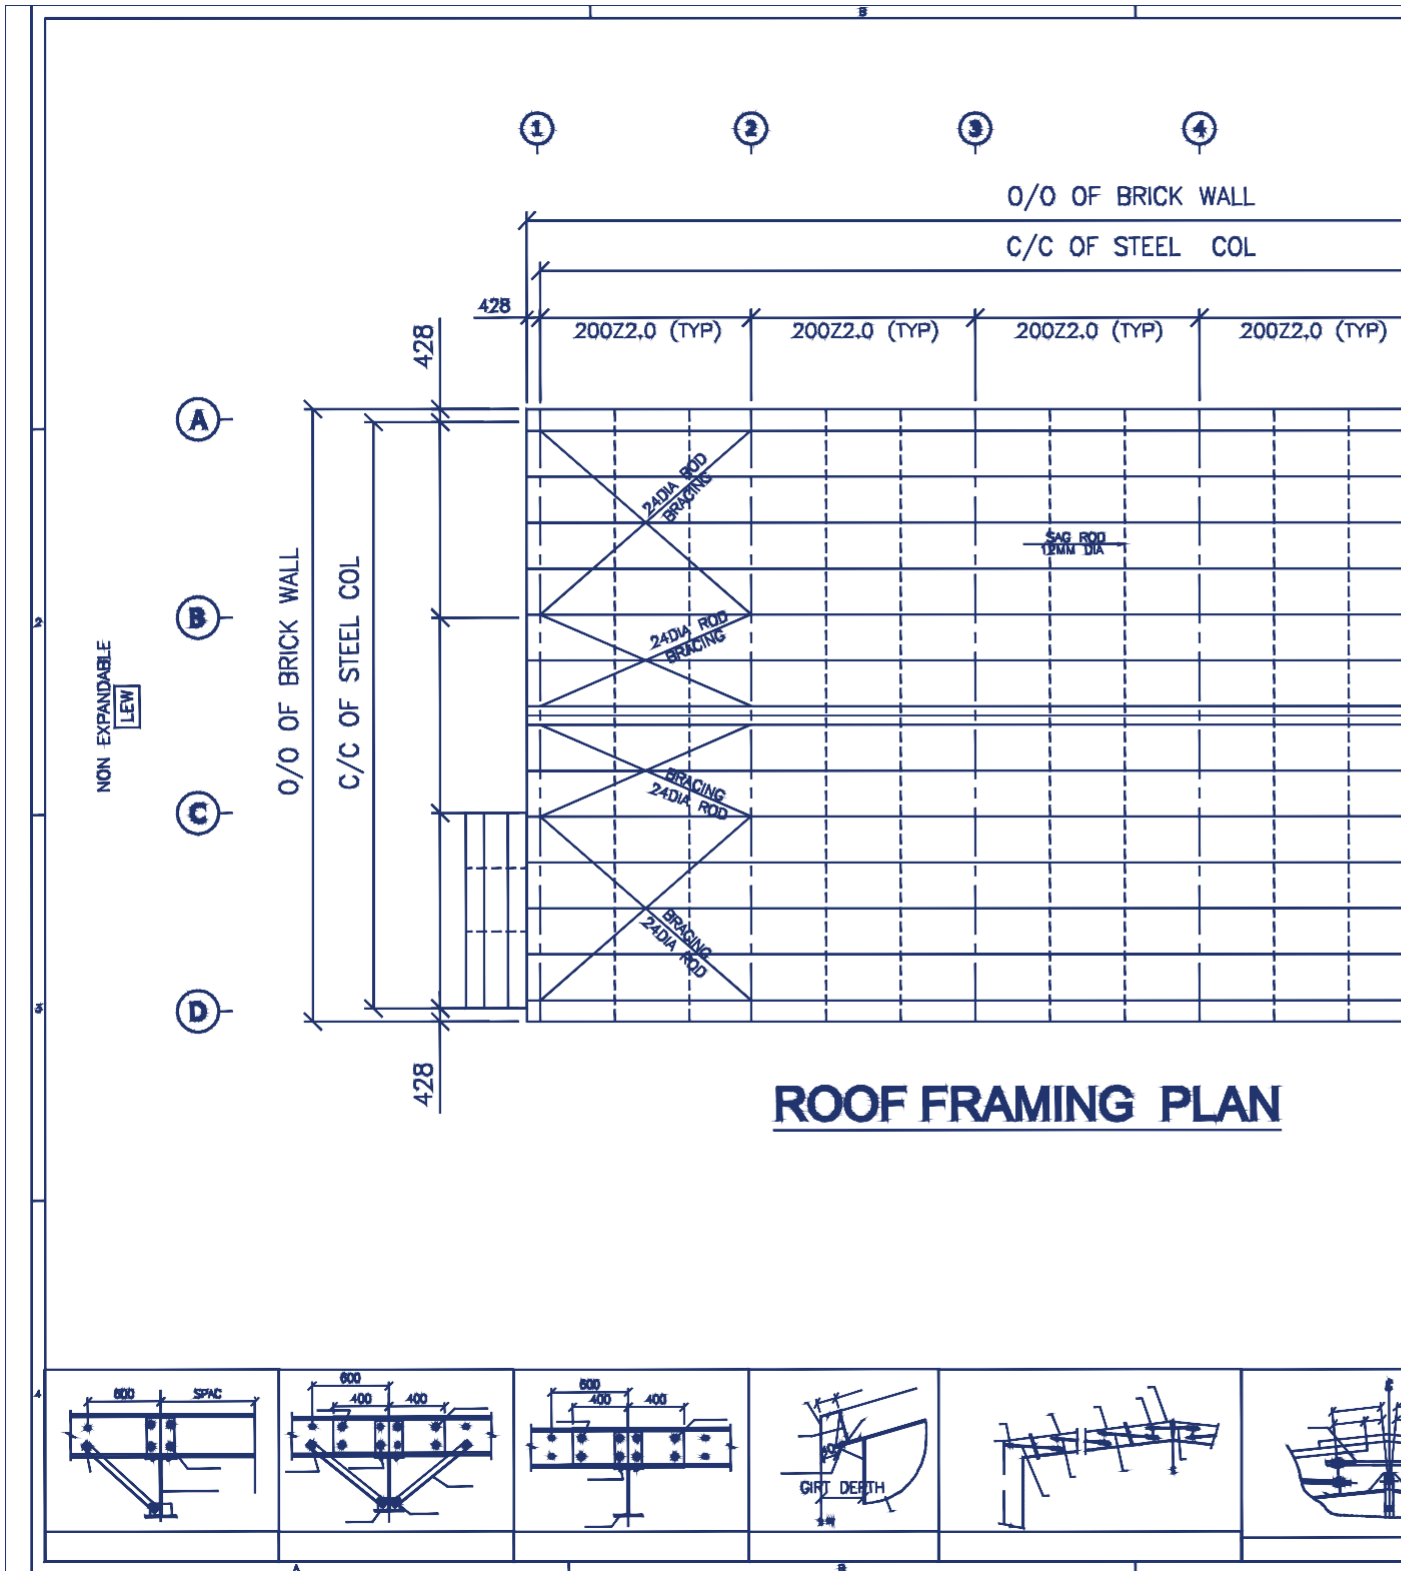 B
1 2 3 4
O/O OF BRICK WALL
C/C OF STEEL COL
428
200Z2.0 (TYP) 200Z2.0 (TYP) 200Z2.0 (TYP) 200Z2.0 (TYP)
428
A
24DIA ROD
BRACING
SAG ROD
12MM DIA
O/O OF BRICK WALL
C/C OF STEEL COL
B
2
24DIA ROD
BRACING
NON EXPANDABLE
LEW
BRACING
24DIA ROD
C
BRACING
24DIA ROD
3
D
428
ROOF FRAMING PLAN
4
600 SPAC
600
400 400
600
400 400
GIRT DEPTH
A B